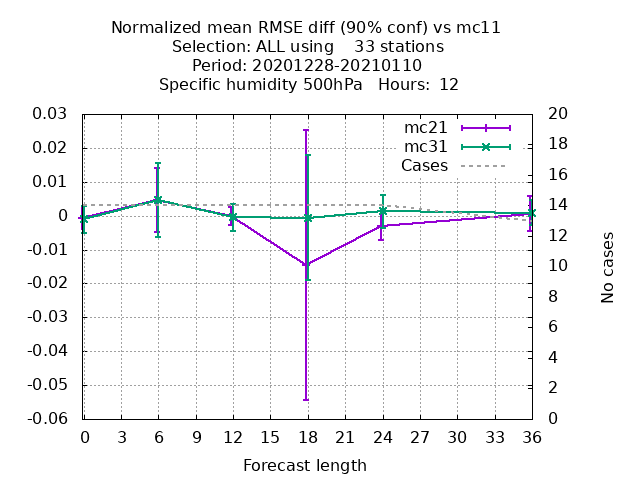 Normalized mean RMSE diff (90% conf) vs mc11
Selection: ALL using    33 stations
Period: 20201228-20210110
Specific humidity 500hPa   Hours:  12
mc21
mc31
Cases
0.03
0.02
0.01
0
-0.01
-0.02
-0.03
-0.04
-0.05
-0.06
20
18
16
14
12
10
8
6
4
2
0
No cases
0 3 6 9 12 15 18 21 24 27 30 33 36
Forecast length